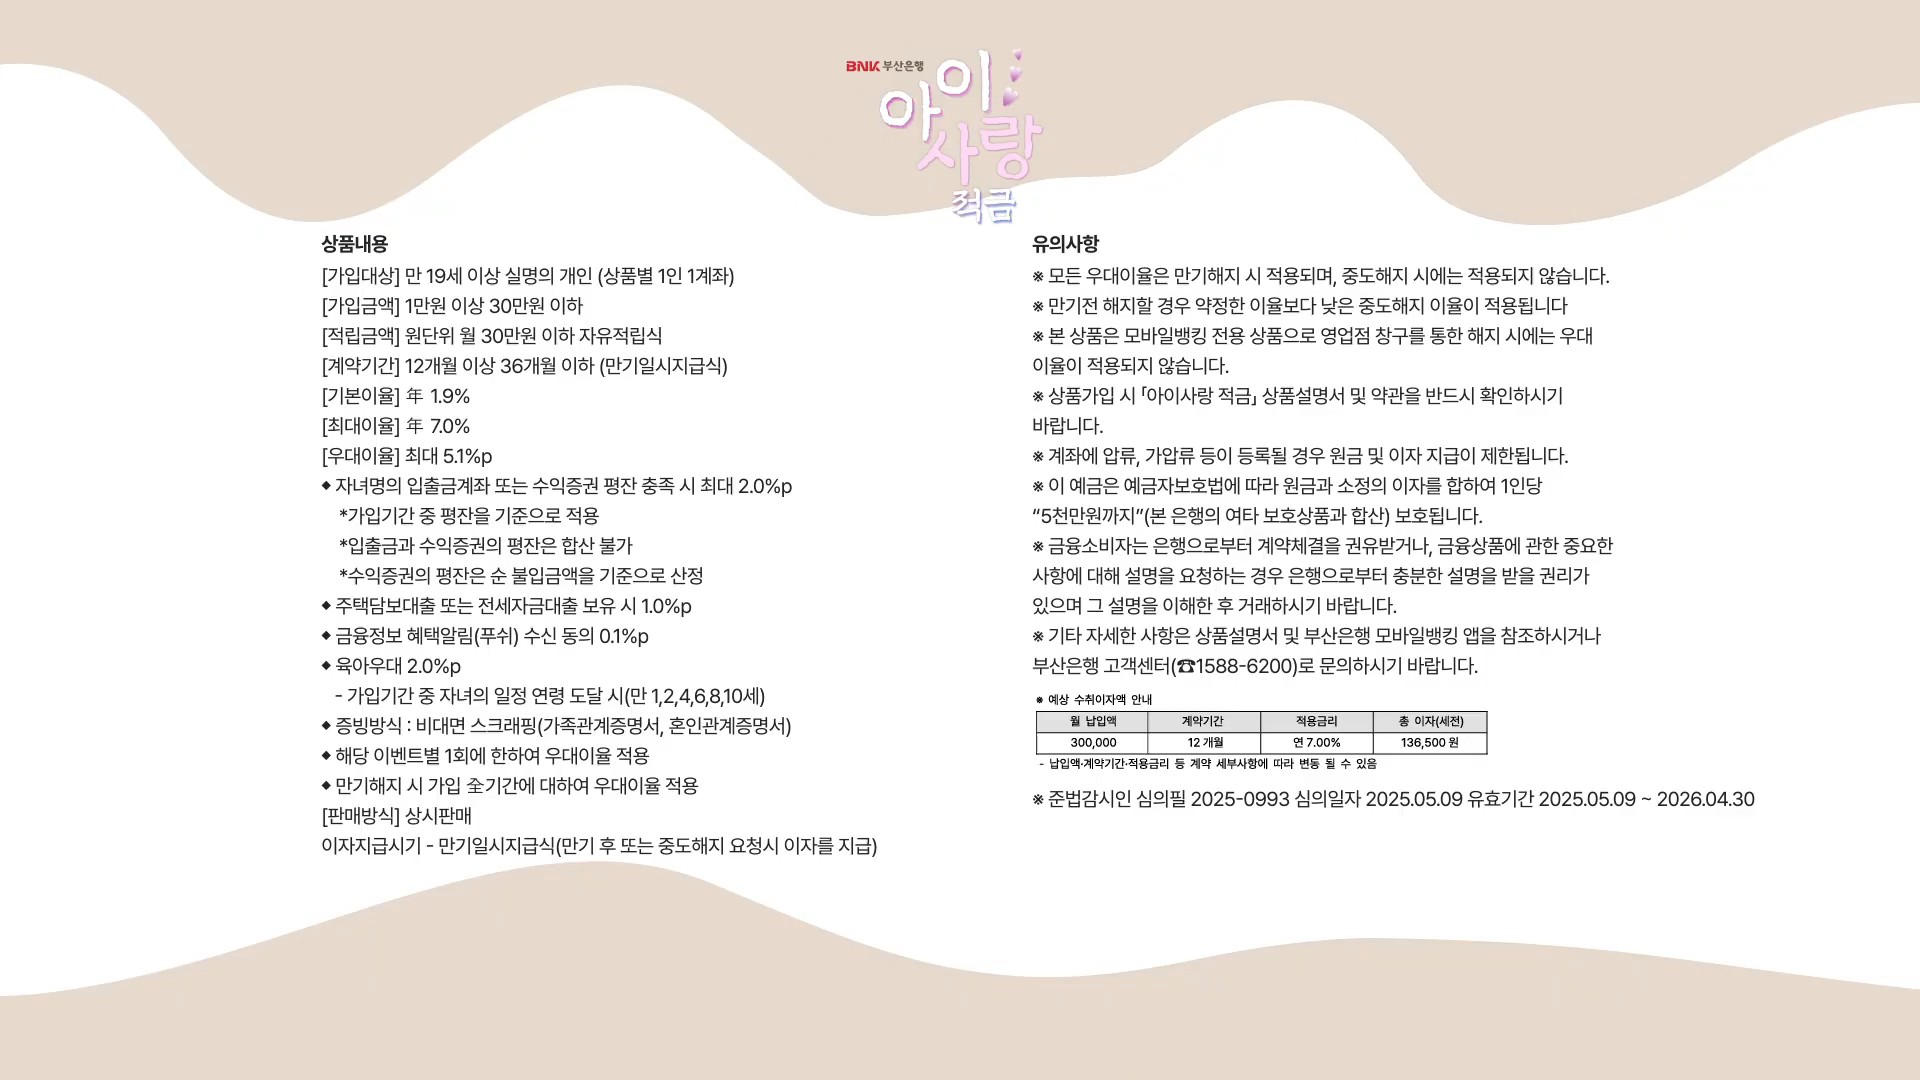 BNK 부산은행
아이
사랑
적금
상품내용
[가입대상] 만 19세 이상 실명의 개인 (상품별 1인 1계좌)
[가입금액] 1만원 이상 30만원 이하
[적립금액] 원단위 월 30만원 이하 자유적립식
[계약기간] 12개월 이상 36개월 이하 (만기일시지급식)
[기본이율] 年 1.9%
[최대이율] 年 7.0%
[우대이율] 최대 5.1%p
◆ 자녀명의 입출금계좌 또는 수익증권 평잔 충족 시 최대 2.0%p
*가입기간 중 평잔을 기준으로 적용
*입출금과 수익증권의 평잔은 합산 불가
*수익증권의 평잔은 순 불입금액을 기준으로 산정
◆ 주택담보대출 또는 전세자금대출 보유 시 1.0%p
◆ 금융정보 혜택알림(푸쉬) 수신 동의 0.1%p
◆ 육아우대 2.0%p
- 가입기간 중 자녀의 일정 연령 도달 시(만 1,2,4,6,8,10세)
◆ 증빙방식 : 비대면 스크래핑(가족관계증명서, 혼인관계증명서)
◆ 해당 이벤트별 1회에 한하여 우대이율 적용
◆ 만기해지 시 가입 全기간에 대하여 우대이율 적용
[판매방식] 상시판매
이자지급시기 - 만기일시지급식(만기 후 또는 중도해지 요청시 이자를 지급)
유의사항
※ 모든 우대이율은 만기해지 시 적용되며, 중도해지 시에는 적용되지 않습니다.
※ 만기전 해지할 경우 약정한 이율보다 낮은 중도해지 이율이 적용됩니다
※ 본 상품은 모바일뱅킹 전용 상품으로 영업점 창구를 통한 해지 시에는 우대
이율이 적용되지 않습니다.
※ 상품가입 시 「아이사랑 적금」 상품설명서 및 약관을 반드시 확인하시기
바랍니다.
※ 계좌에 압류, 가압류 등이 등록될 경우 원금 및 이자 지급이 제한됩니다.
※ 이 예금은 예금자보호법에 따라 원금과 소정의 이자를 합하여 1인당
“5천만원까지”(본 은행의 여타 보호상품과 합산) 보호됩니다.
※ 금융소비자는 은행으로부터 계약체결을 권유받거나, 금융상품에 관한 중요한
사항에 대해 설명을 요청하는 경우 은행으로부터 충분한 설명을 받을 권리가
있으며 그 설명을 이해한 후 거래하시기 바랍니다.
※ 기타 자세한 사항은 상품설명서 및 부산은행 모바일뱅킹 앱을 참조하시거나
부산은행 고객센터(☎1588-6200)로 문의하시기 바랍니다.
※ 예상 수취이자액 안내
월 납입액 계약기간 적용금리 총 이자(세전)
300,000 12개월 연 7.00% 136,500원
- 납입액·계약기간·적용금리 등 계약 세부사항에 따라 변동 될 수 있음
※ 준법감시인 심의필 2025-0993 심의일자 2025.05.09 유효기간 2025.05.09 ~ 2026.04.30